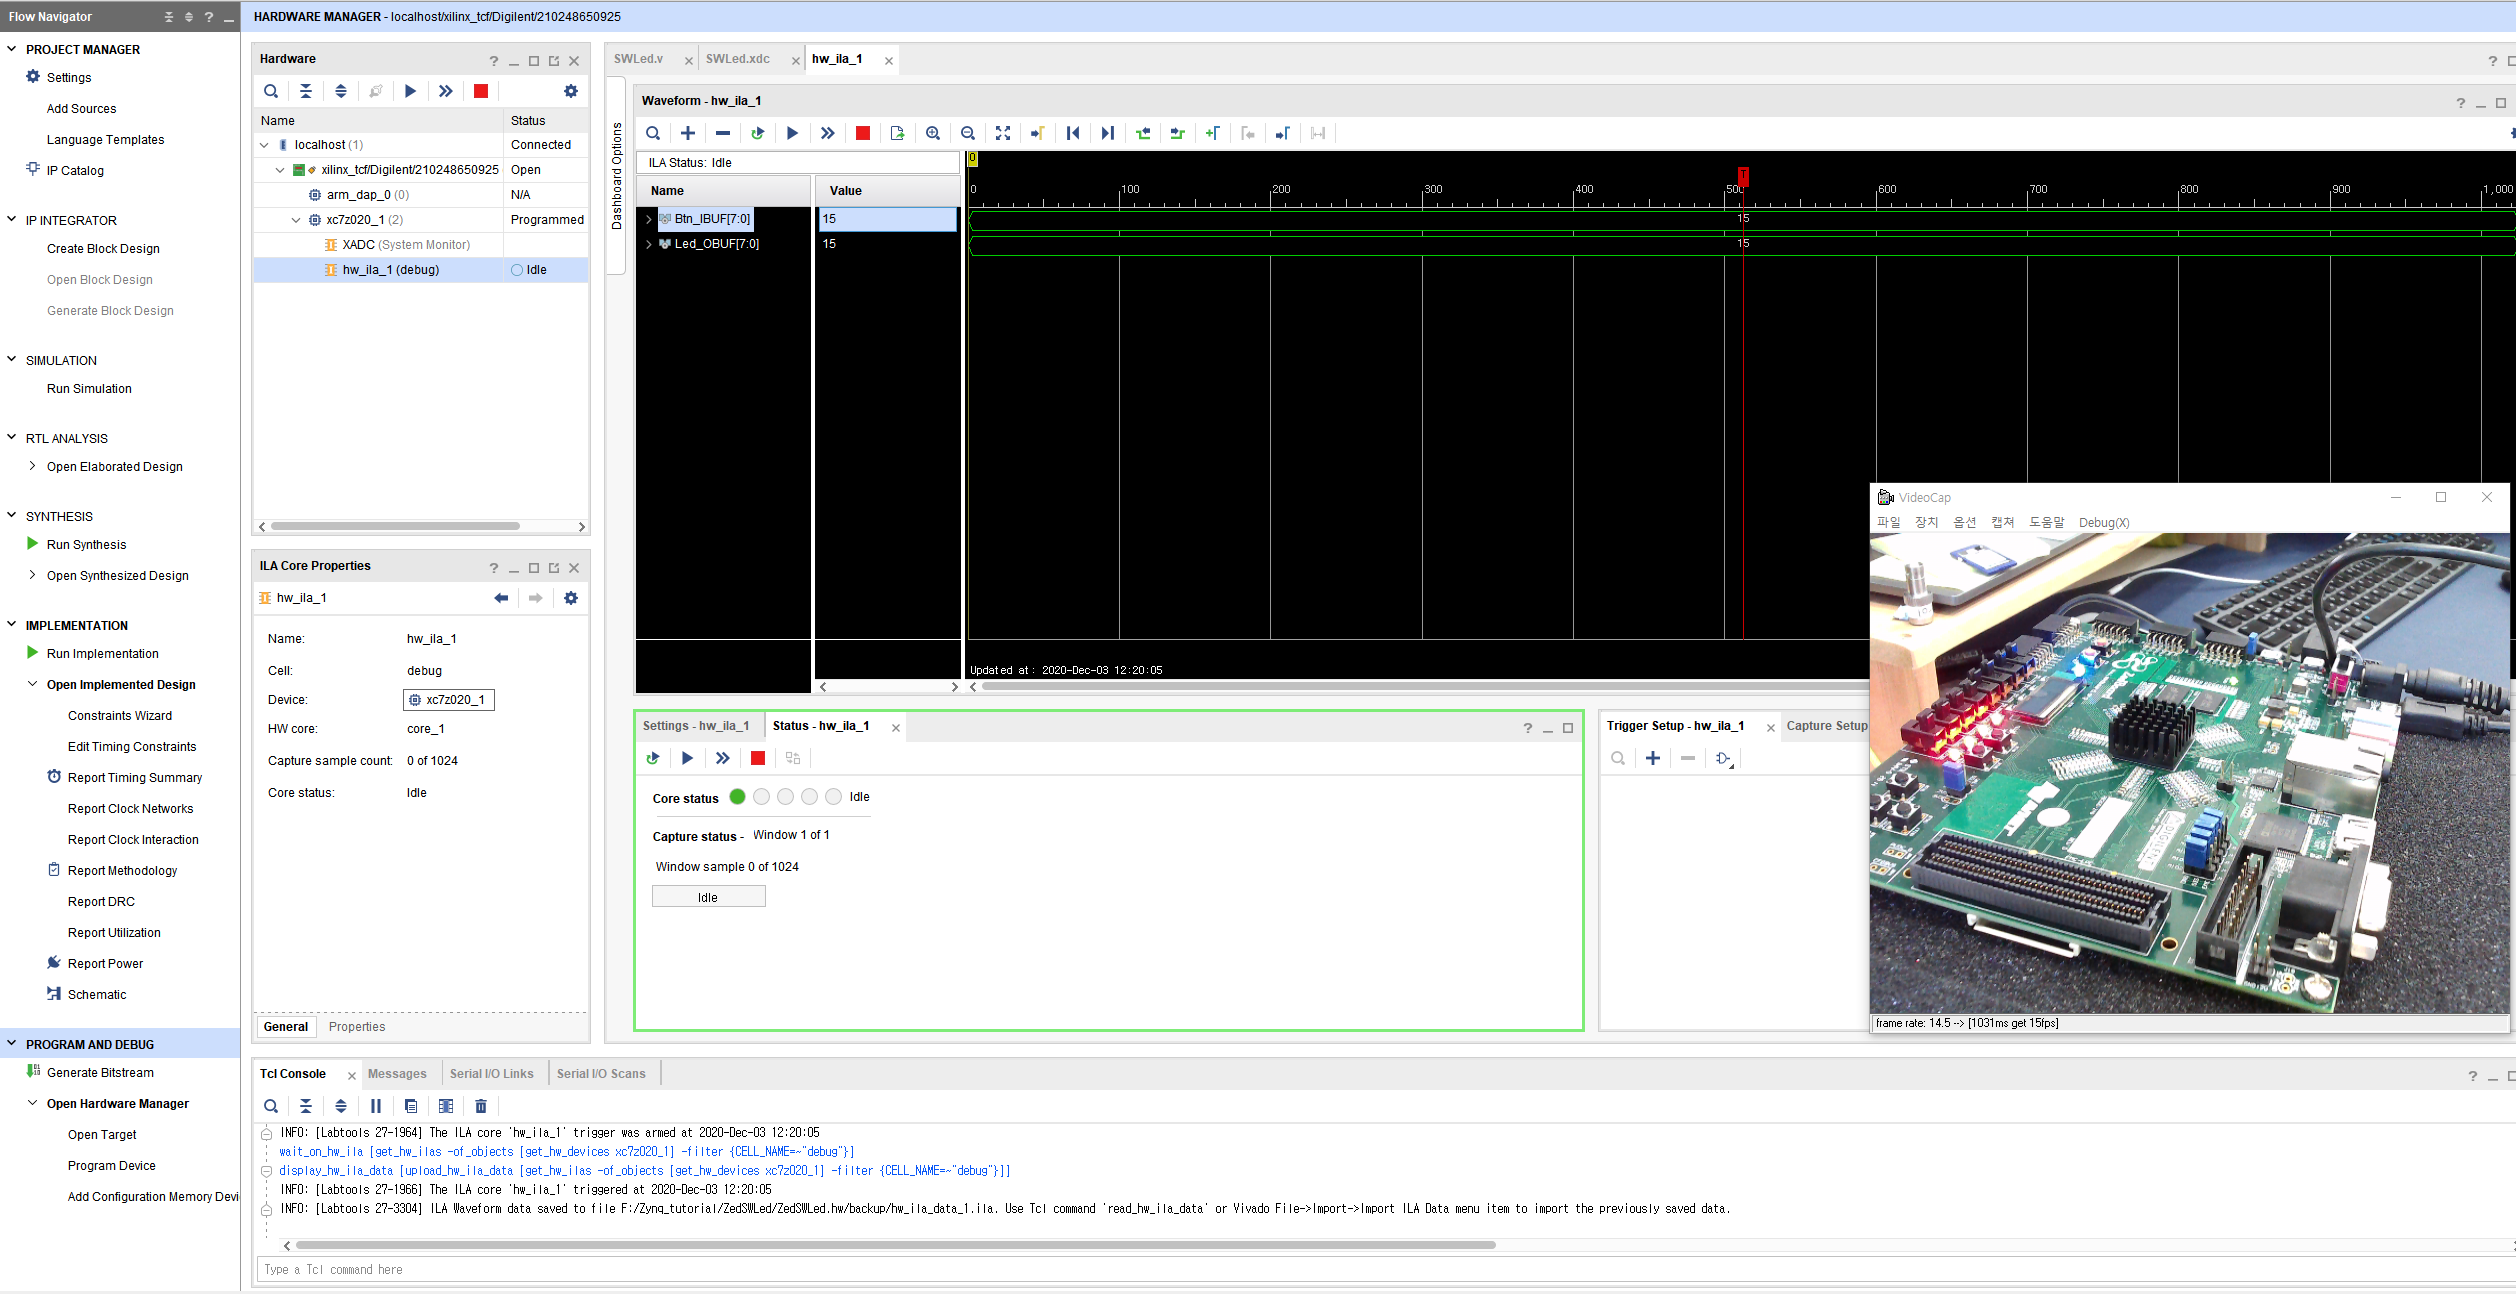 Flow Navigator
PROJECT MANAGER
Settings
Add Sources
Language Templates
IP Catalog
IP INTEGRATOR
Create Block Design
Open Block Design
Generate Block Design
SIMULATION
Run Simulation
RTL ANALYSIS
Open Elaborated Design
SYNTHESIS
Run Synthesis
Open Synthesized Design
IMPLEMENTATION
Run Implementation
Open Implemented Design
Constraints Wizard
Edit Timing Constraints
Report Timing Summary
Report Clock Networks
Report Clock Interaction
Report Methodology
Report DRC
Report Utilization
Report Power
Schematic
PROGRAM AND DEBUG
Generate Bitstream
Open Hardware Manager
Open Target
Program Device
Add Configuration Memory Devi
HARDWARE MANAGER - localhost/xilinx_tcf/Digilent/210248650925
Hardware
Name Status
localhost (1) Connected
xilinx_tcf/Digilent/210248650925 Open
arm_dap_0 (0) N/A
xc7z020_1 (2) Programmed
XADC (System Monitor)
hw_ila_1 (debug) Idle
ILA Core Properties
hw_ila_1
Name: hw_ila_1
Cell: debug
Device: xc7z020_1
HW core: core_1
Capture sample count: 0 of 1024
Core status: Idle
General Properties
SWLed.v SWLed.xdc hw_ila_1
Dashboard Options
Waveform - hw_ila_1
ILA Status: Idle
Name Value
Btn_IBUF[7:0] 15
Led_OBUF[7:0] 15
0
T
0 100 200 300 400 500 600 700 800 900 1,000
15
15
Updated at: 2020-Dec-03 12:20:05
Settings - hw_ila_1 Status - hw_ila_1
Core status Idle
Capture status - Window 1 of 1
Window sample 0 of 1024
Idle
Trigger Setup - hw_ila_1 Capture Setup
VideoCap
파일 장치 옵션 캡쳐 도움말 Debug(X)
DIGILENT
frame rate: 14.5 --> [1031ms get 15fps]
Tcl Console Messages Serial I/O Links Serial I/O Scans
INFO: [Labtools 27-1964] The ILA core 'hw_ila_1' trigger was armed at 2020-Dec-03 12:20:05
wait_on_hw_ila [get_hw_ilas -of_objects [get_hw_devices xc7z020_1] -filter {CELL_NAME=~"debug"}]
display_hw_ila_data [upload_hw_ila_data [get_hw_ilas -of_objects [get_hw_devices xc7z020_1] -filter {CELL_NAME=~"debug"}]]
INFO: [Labtools 27-1966] The ILA core 'hw_ila_1' triggered at 2020-Dec-03 12:20:05
INFO: [Labtools 27-3304] ILA Waveform data saved to file F:/Zynq_tutorial/ZedSWLed/ZedSWLed.hw/backup/hw_ila_data_1.ila. Use Tcl command 'read_hw_ila_data' or Vivado File->Import->Import ILA Data menu item to import the previously saved data.
Type a Tcl command here